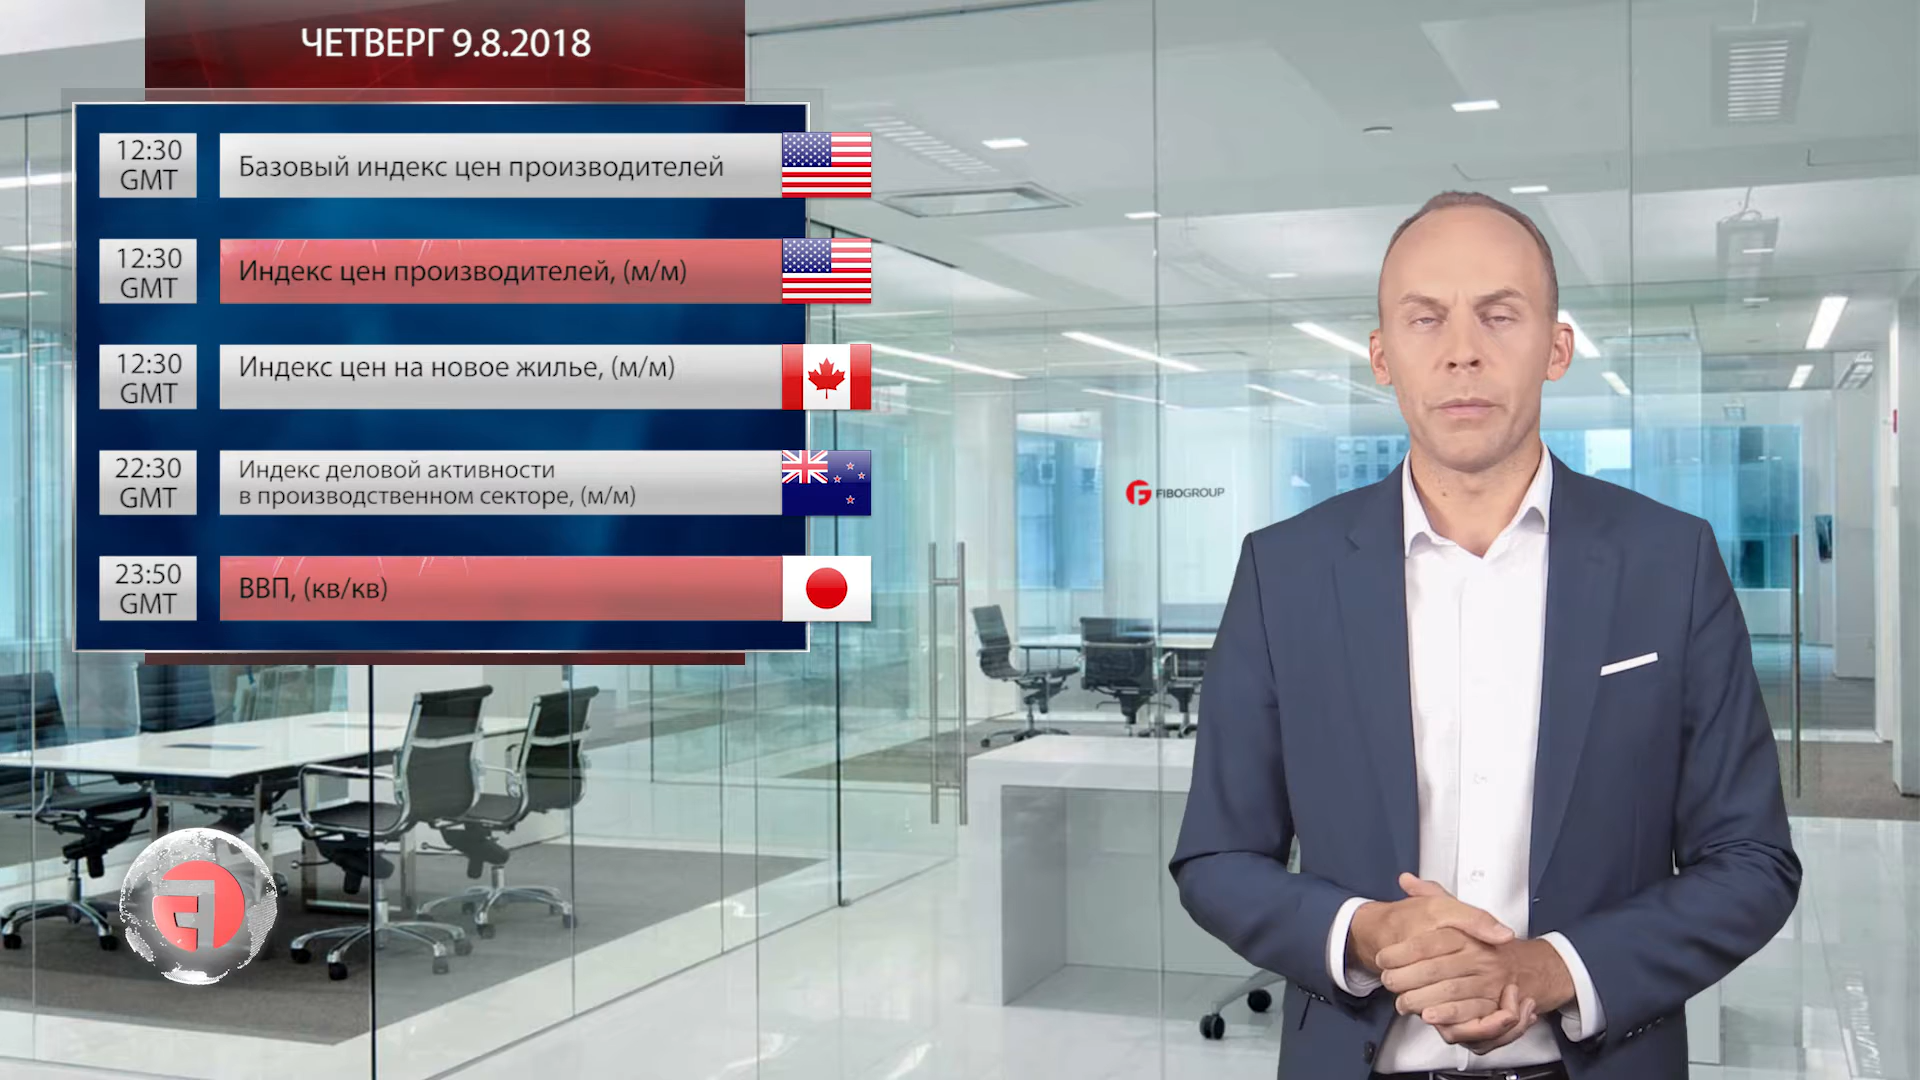 ЧЕТВЕРГ 9.8.2018
12:30
GMT
Базовый индекс цен производителей
12:30
GMT
Индекс цен производителей, (м/м)
12:30
GMT
Индекс цен на новое жилье, (м/м)
22:30
GMT
Индекс деловой активности
в производственном секторе, (м/м)
23:50
GMT
ВВП, (кв/кв)
FIBOGROUP